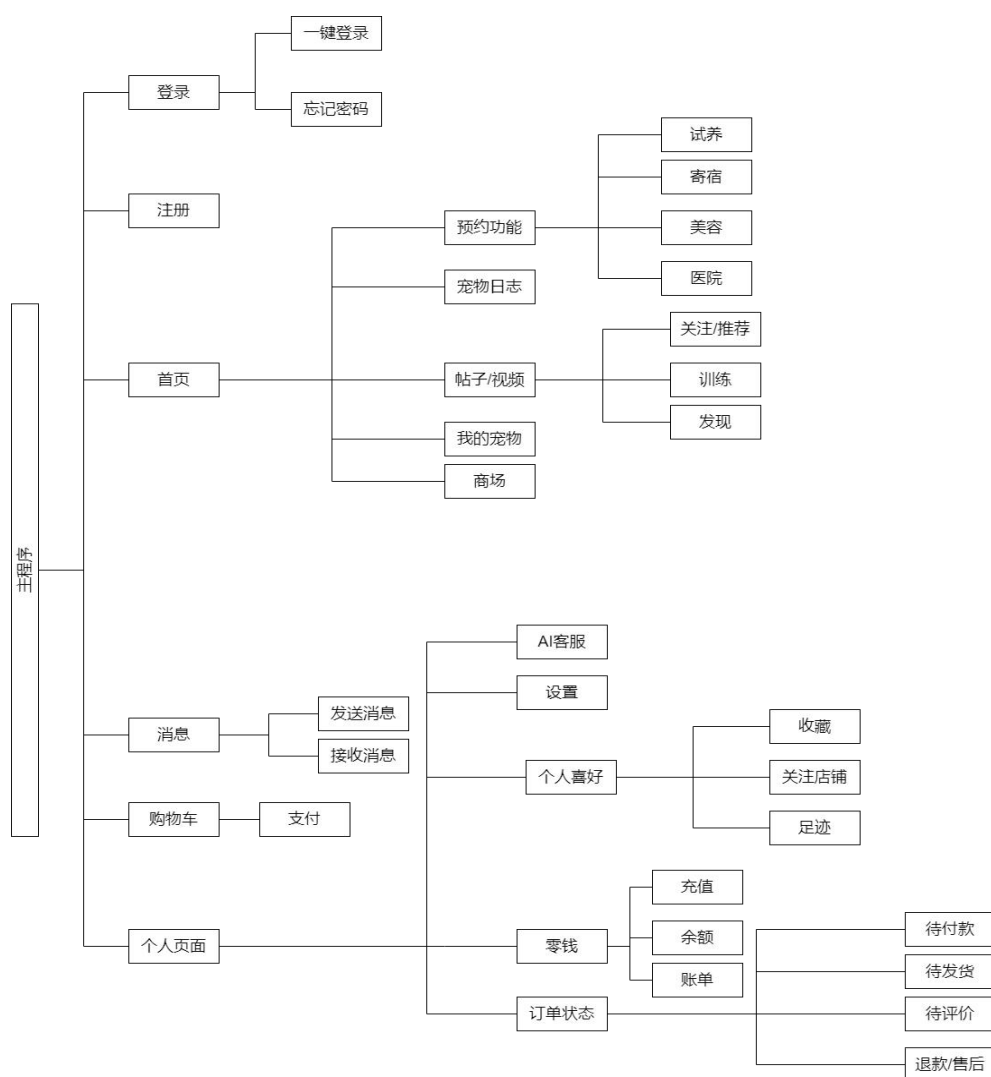 主程序
登录
一键登录
忘记密码
注册
首页
预约功能
试养
寄宿
美容
医院
宠物日志
帖子/视频
关注/推荐
训练
发现
我的宠物
商场
消息
发送消息
接收消息
购物车
支付
个人页面
AI客服
设置
个人喜好
收藏
关注店铺
足迹
零钱
充值
余额
账单
订单状态
待付款
待发货
待评价
退款/售后